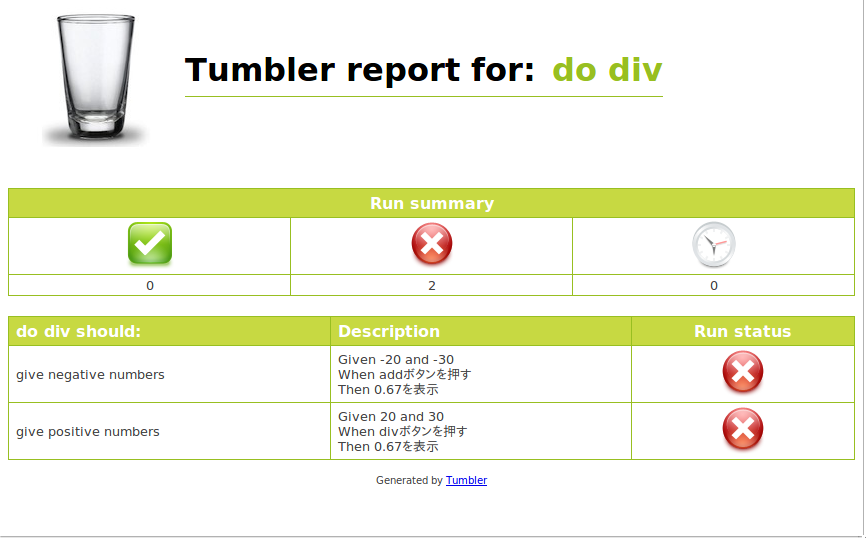 Tumbler report for: do div
Run summary
0 2 0
do div should: Description Run status
give negative numbers
Given -20 and -30
When addボタンを押す
Then 0.67を表示
give positive numbers
Given 20 and 30
When divボタンを押す
Then 0.67を表示
Generated by Tumbler